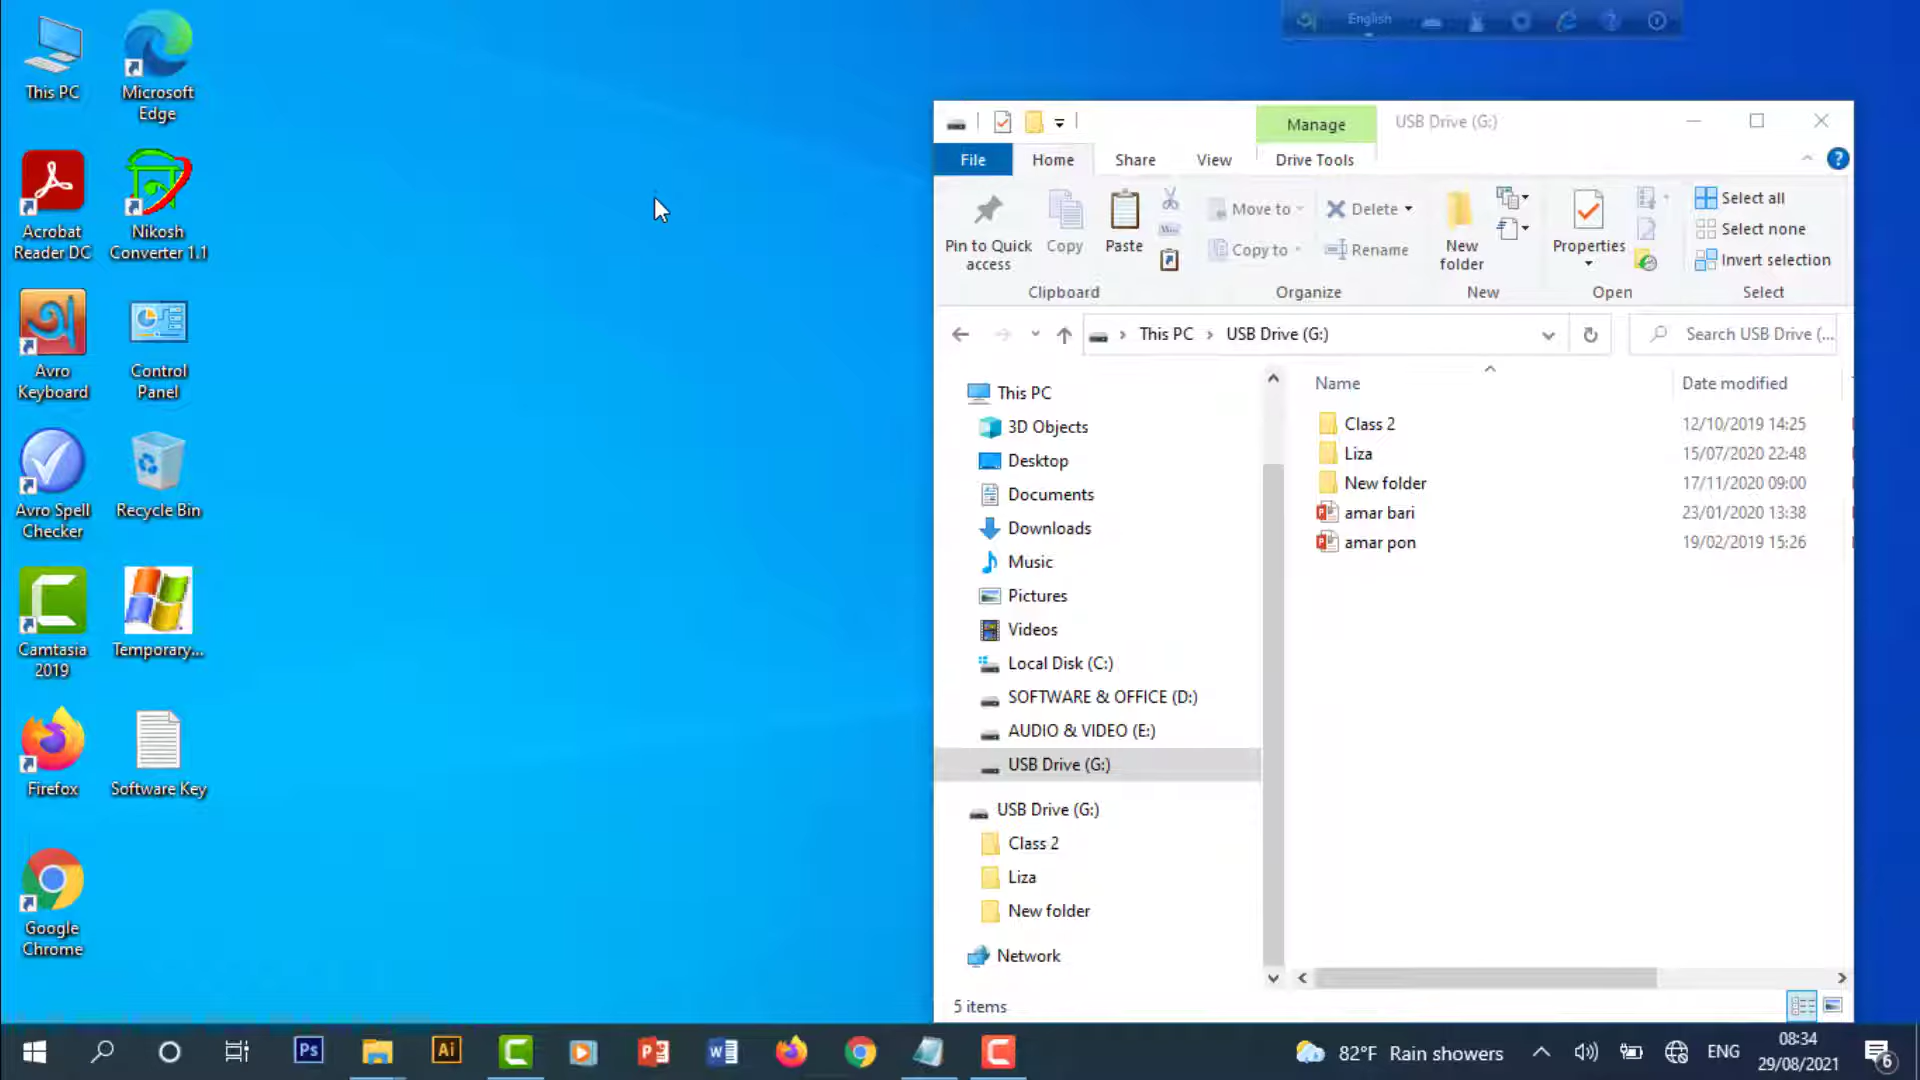 This PC
Microsoft
Edge
Acrobat
Reader DC
Nikosh
Converter 1.1
Avro
Keyboard
Control
Panel
Avro Spell
Checker
Recycle Bin
Camtasia
2019
Temporary...
Firefox
Software Key
Google
Chrome
English
Manage
USB Drive (G:)
File
Home
Share
View
Drive Tools
Pin to Quick
access
Copy
Paste
Move to
Copy to
Delete
Rename
New
folder
Properties
Select all
Select none
Invert selection
Clipboard
Organize
New
Open
Select
This PC
USB Drive (G:)
Search USB Drive (...
This PC
3D Objects
Desktop
Documents
Downloads
Music
Pictures
Videos
Local Disk (C:)
SOFTWARE & OFFICE (D:)
AUDIO & VIDEO (E:)
USB Drive (G:)
USB Drive (G:)
Class 2
Liza
New folder
Network
Name Date modified
Class 2 12/10/2019 14:25
Liza 15/07/2020 22:48
New folder 17/11/2020 09:00
amar bari 23/01/2020 13:38
amar pon 19/02/2019 15:26
5 items
Ps
Ai
82°F Rain showers
ENG
08:34
29/08/2021
6